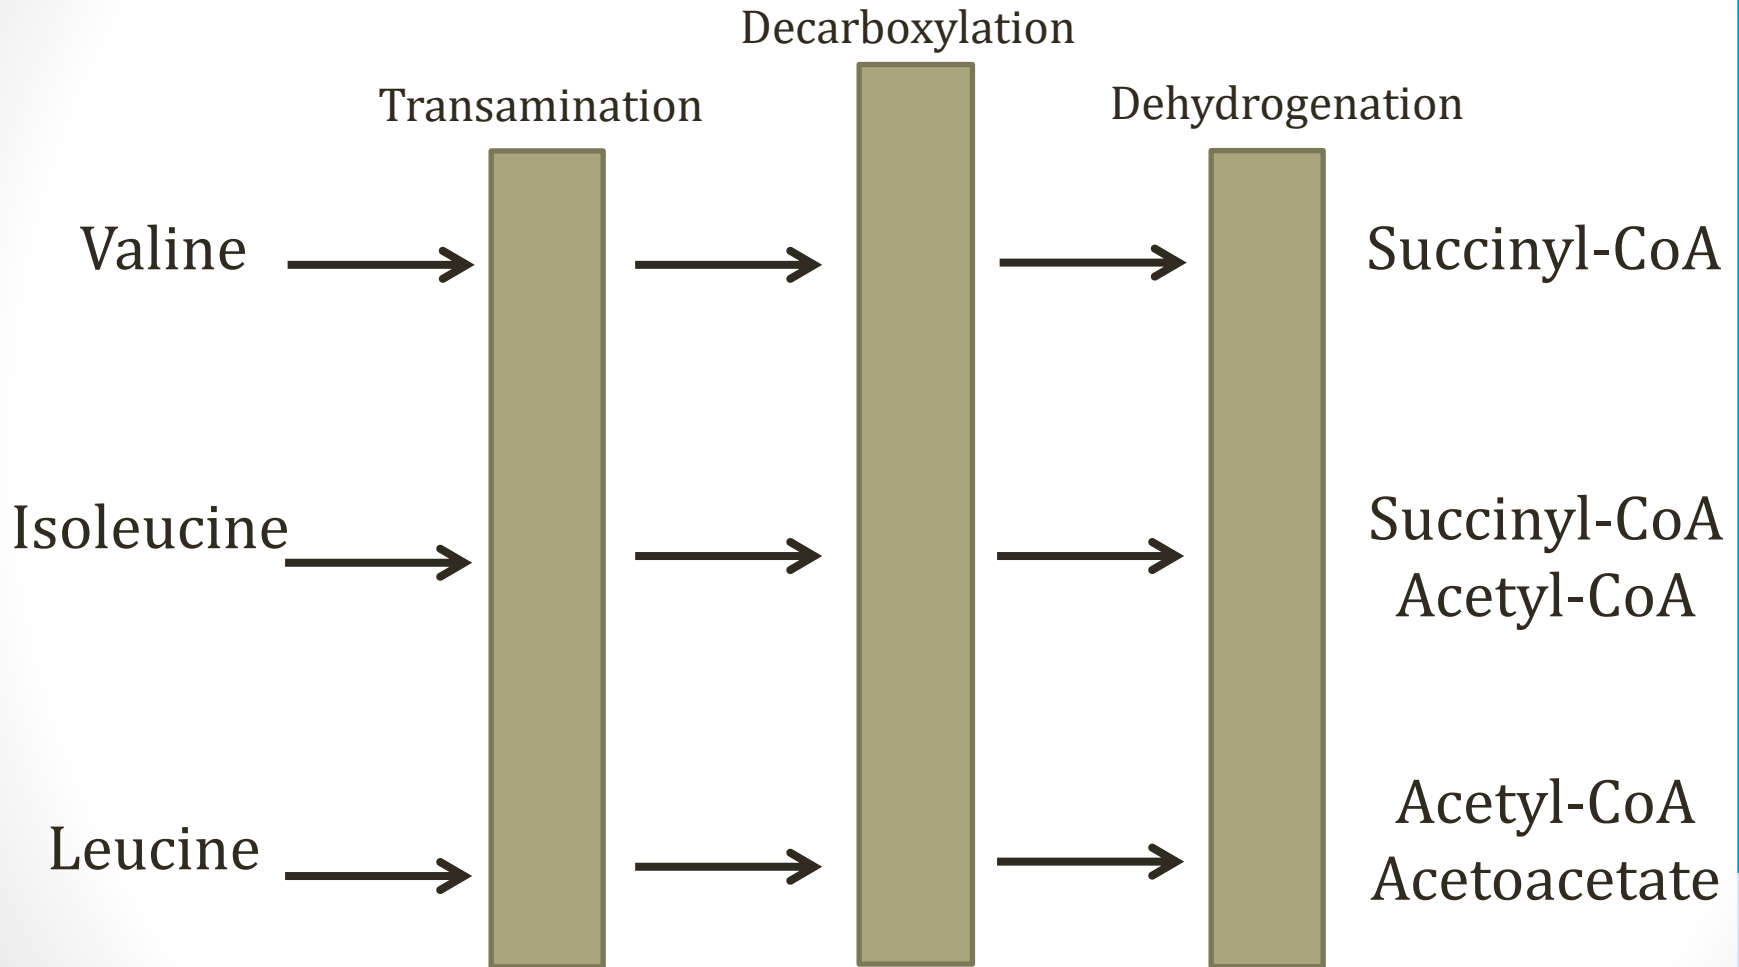 Decarboxylation
Transamination
Dehydrogenation
Valine
Succinyl-CoA
Isoleucine
Succinyl-CoA
Acetyl-CoA
Leucine
Acetyl-CoA
Acetoacetate